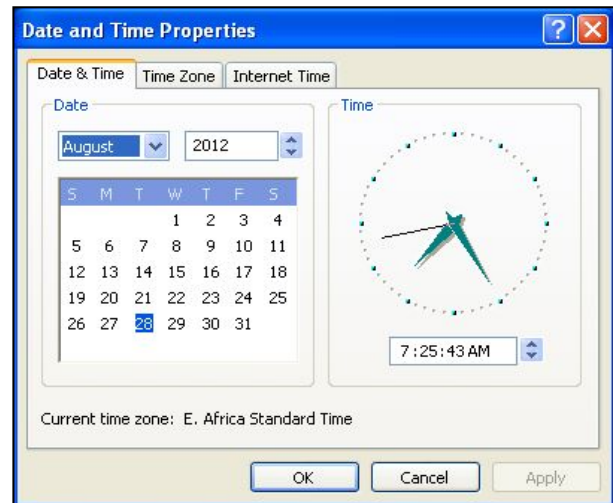 Date and Time Properties
Date & Time Time Zone Internet Time
Date
August 2012
S M T W T F S
1 2 3 4
5 6 7 8 9 10 11
12 13 14 15 16 17 18
19 20 21 22 23 24 25
26 27 28 29 30 31
Time
7:25:43 AM
Current time zone: E. Africa Standard Time
OK Cancel Apply